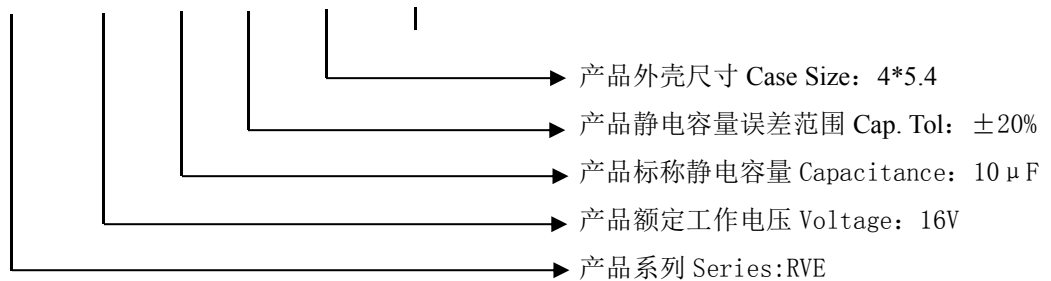 产品外壳尺寸 Case Size：4*5.4
产品静电容量误差范围 Cap. Tol：±20%
产品标称静电容量 Capacitance：10μF
产品额定工作电压 Voltage：16V
产品系列 Series:RVE